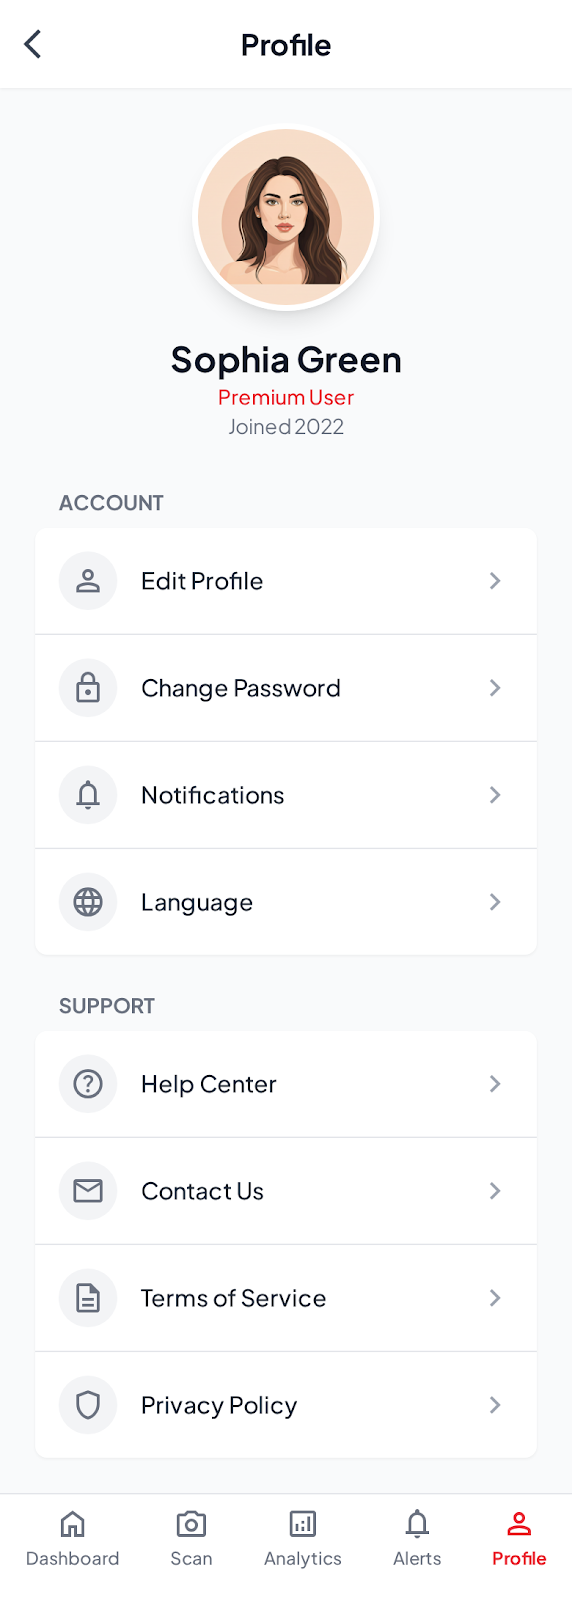 Profile
Sophia Green
Premium User
Joined 2022
ACCOUNT
Edit Profile
Change Password
Notifications
Language
SUPPORT
Help Center
Contact Us
Terms of Service
Privacy Policy
Dashboard Scan Analytics Alerts Profile